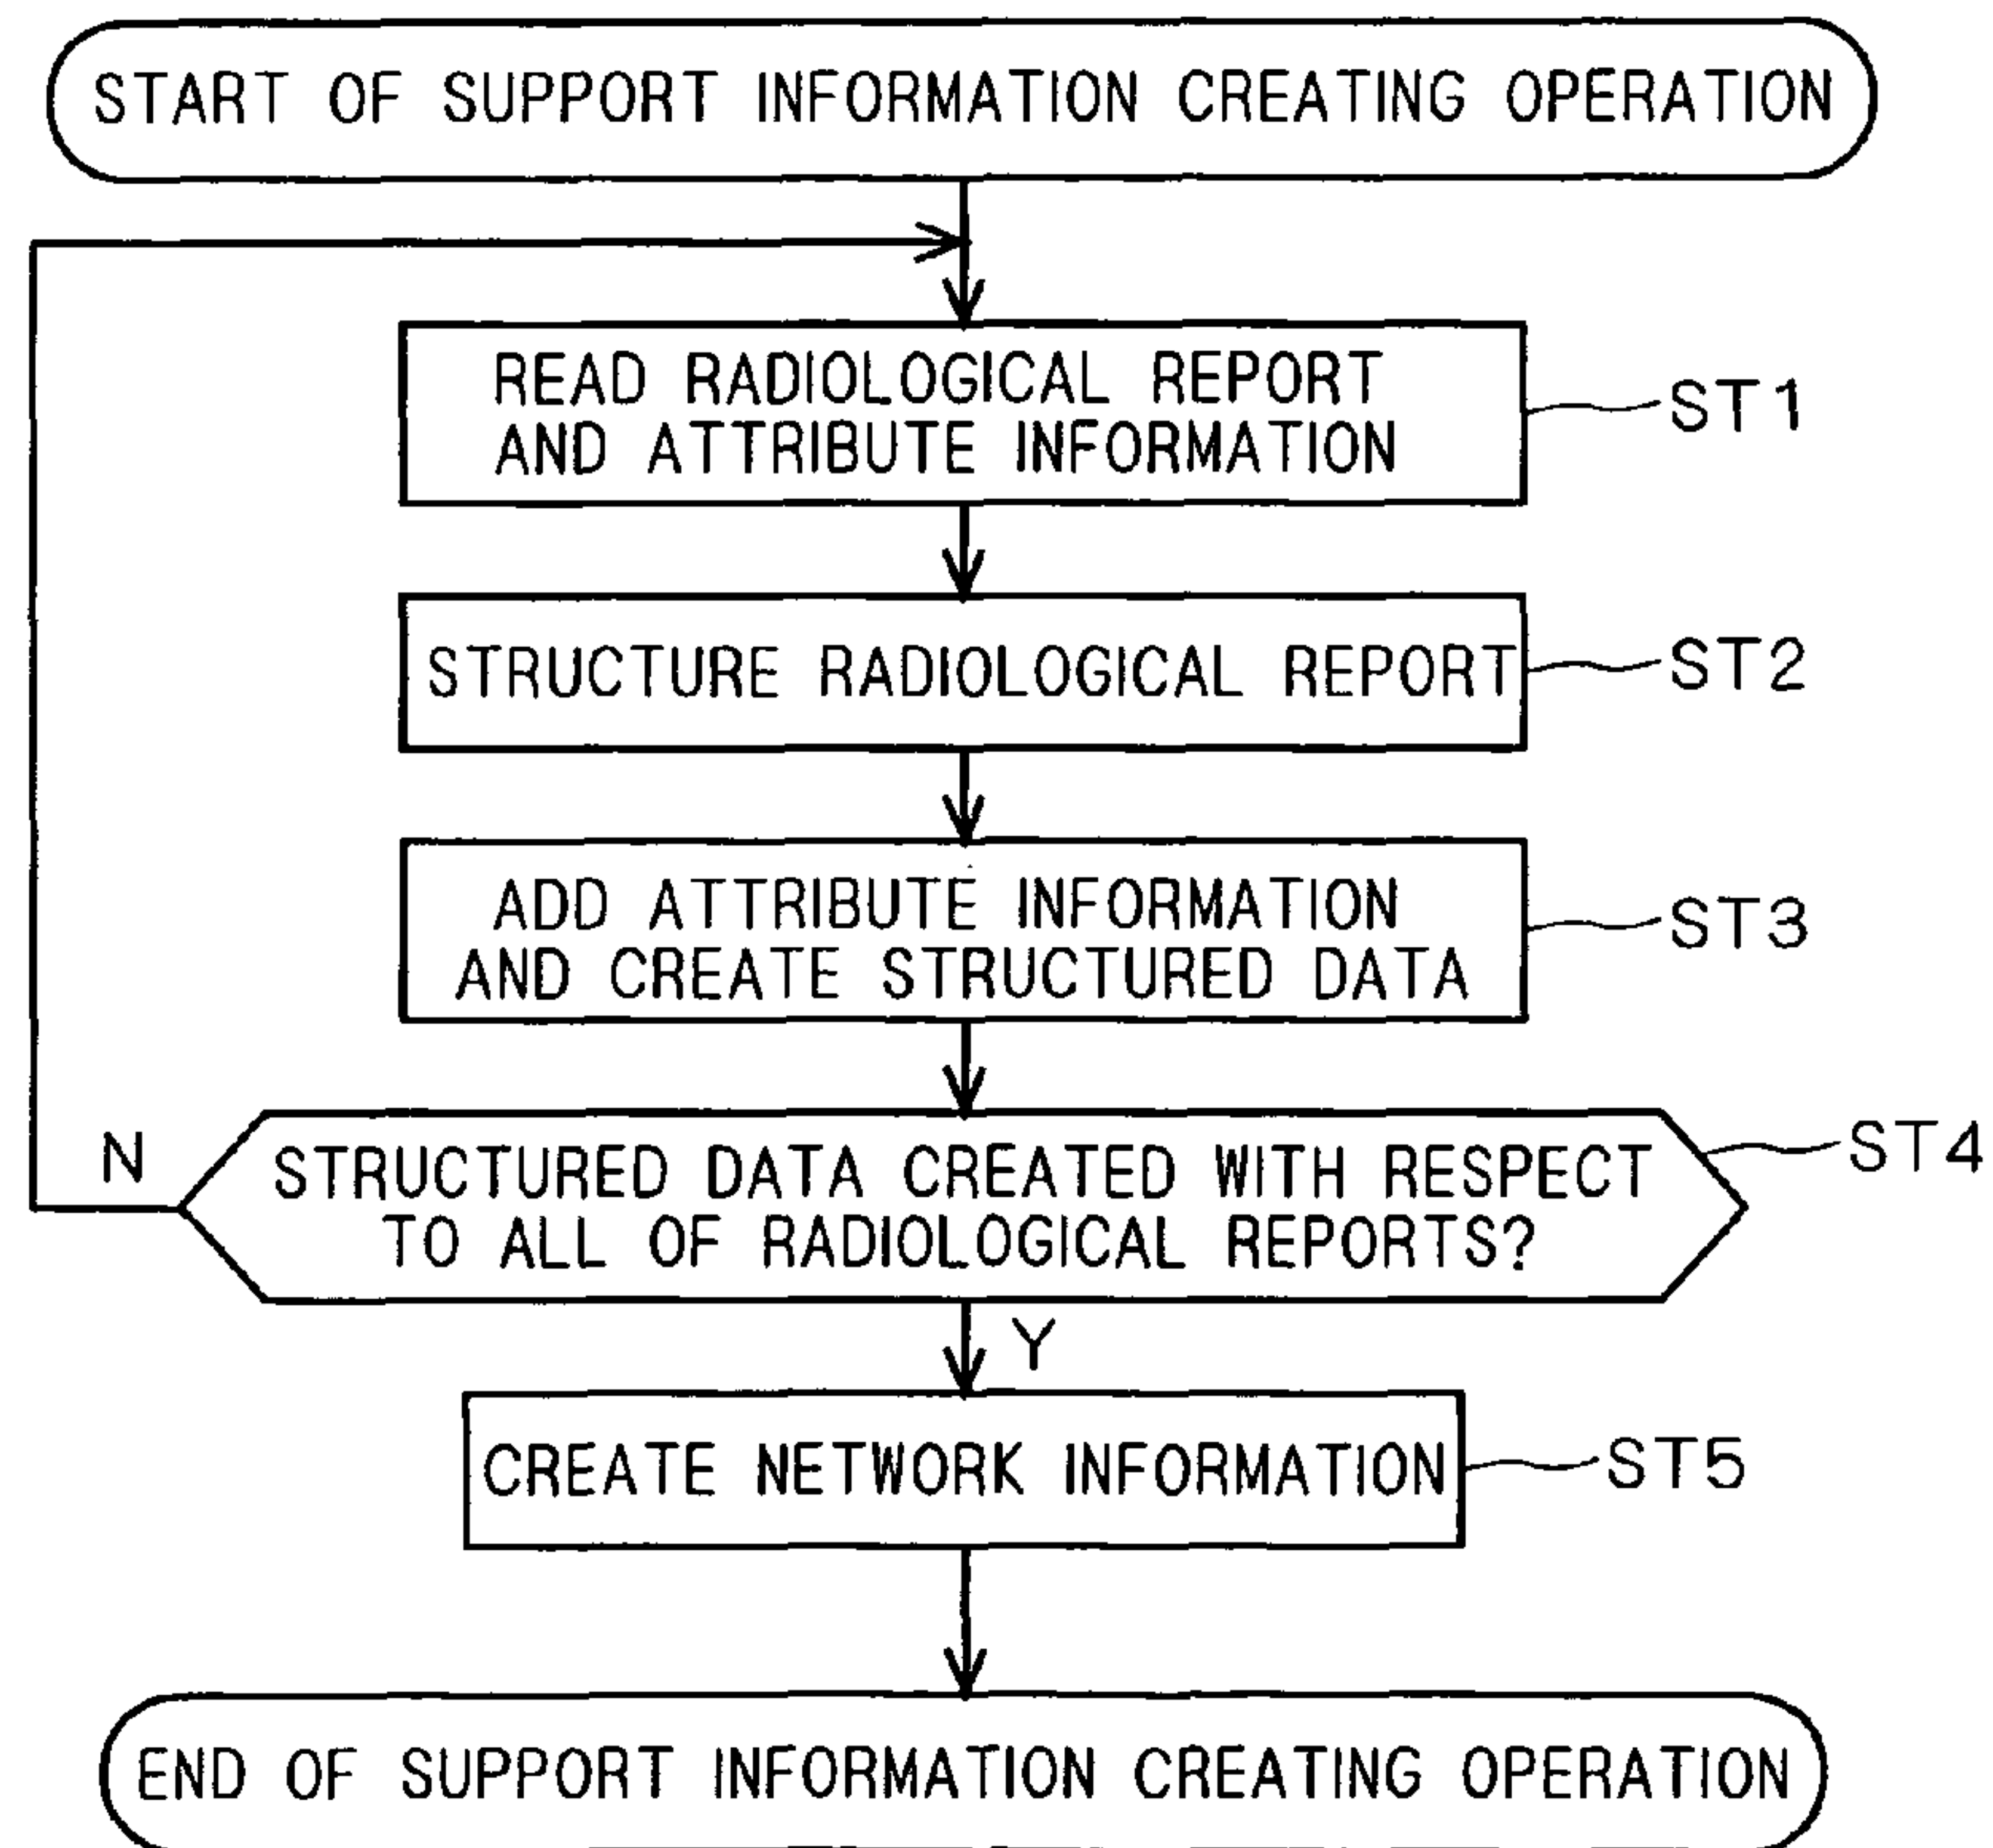 START OF SUPPORT INFORMATION CREATING OPERATION
READ RADIOLOGICAL REPORT
AND ATTRIBUTE INFORMATION
ST1
STRUCTURE RADIOLOGICAL REPORT
ST2
ADD ATTRIBUTE INFORMATION
AND CREATE STRUCTURED DATA
ST3
N
STRUCTURED DATA CREATED WITH RESPECT
TO ALL OF RADIOLOGICAL REPORTS?
ST4
Y
CREATE NETWORK INFORMATION
ST5
END OF SUPPORT INFORMATION CREATING OPERATION